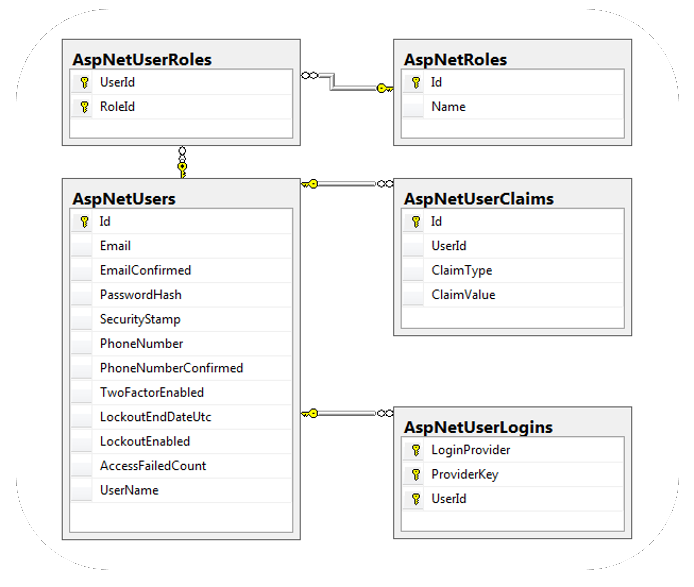 AspNetUserRoles
UserId
RoleId
AspNetRoles
Id
Name
AspNetUsers
Id
Email
EmailConfirmed
PasswordHash
SecurityStamp
PhoneNumber
PhoneNumberConfirmed
TwoFactorEnabled
LockoutEndDateUtc
LockoutEnabled
AccessFailedCount
UserName
AspNetUserClaims
Id
UserId
ClaimType
ClaimValue
AspNetUserLogins
LoginProvider
ProviderKey
UserId